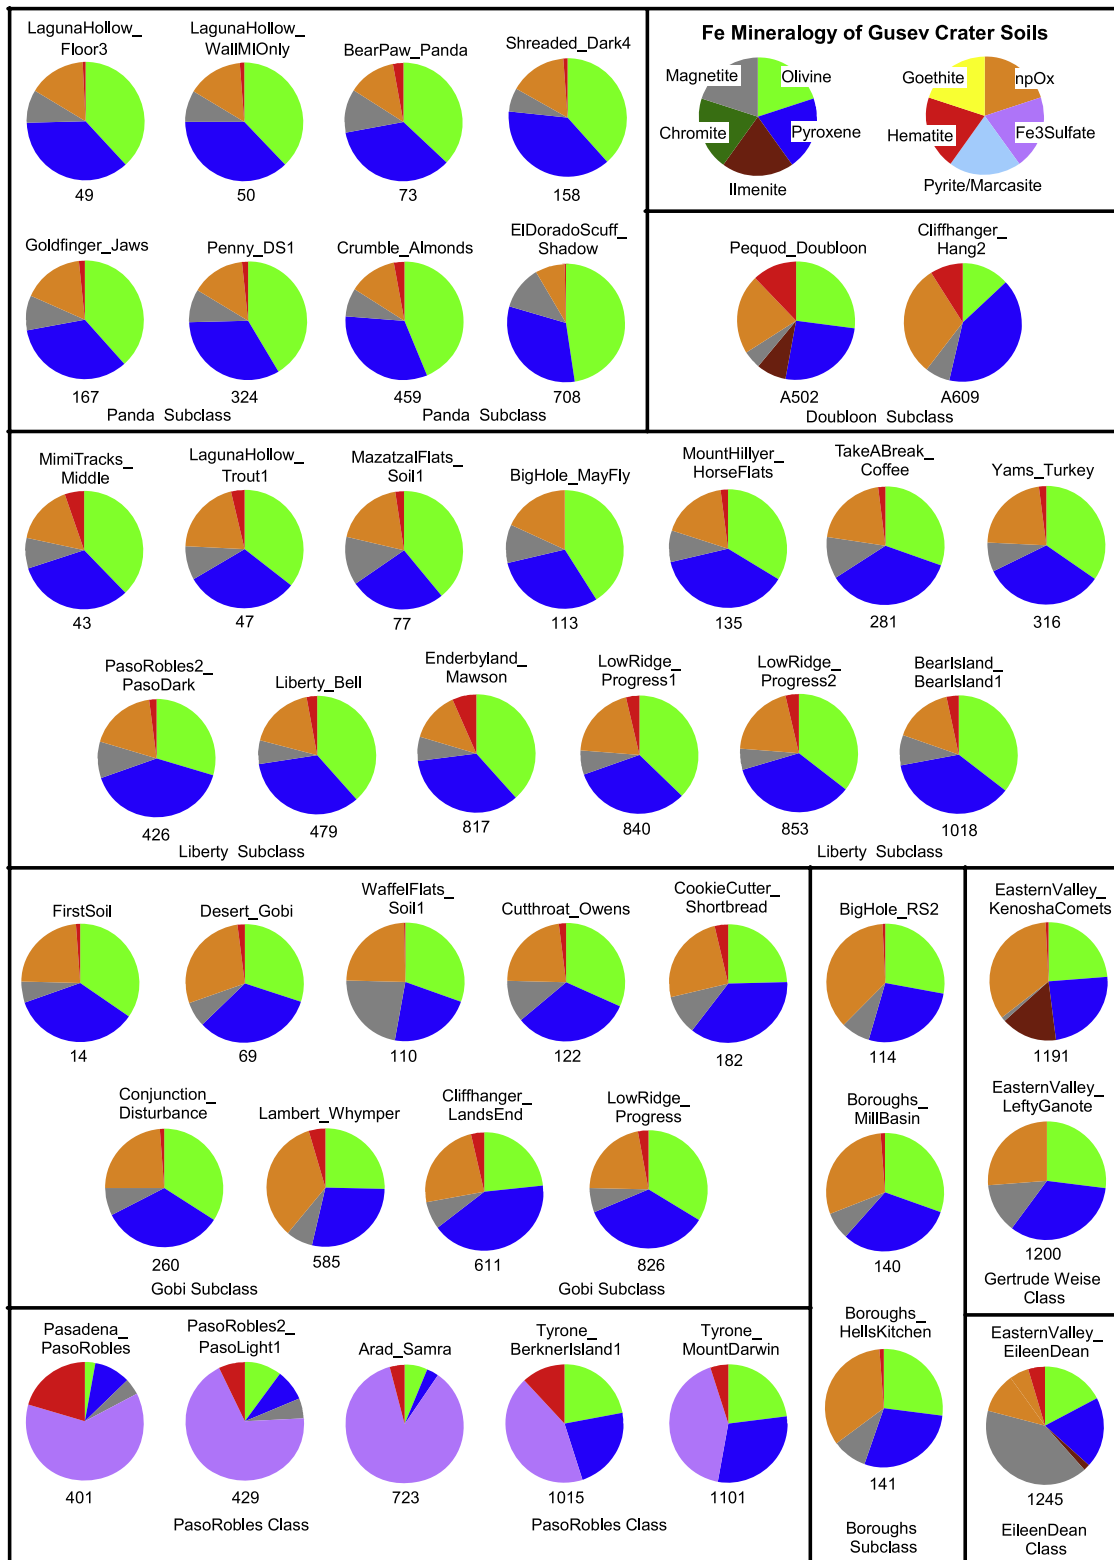 LagunaHollow_
Floor3
LagunaHollow_
WallMIOnly
BearPaw_Panda
Shreaded_Dark4
49
50
73
158
Goldfinger_Jaws
Penny_DS1
Crumble_Almonds
ElDoradoScuff_
Shadow
167
324
459
708
Panda Subclass
Panda Subclass
Fe Mineralogy of Gusev Crater Soils
Magnetite
Olivine
Chromite
Pyroxene
Ilmenite
Goethite
npOx
Hematite
Fe3Sulfate
Pyrite/Marcasite
Pequod_Doubloon
Cliffhanger_
Hang2
A502
A609
Doubloon Subclass
MimiTracks_
Middle
LagunaHollow_
Trout1
MazatzalFlats_
Soil1
BigHole_MayFly
MountHillyer_
HorseFlats
TakeABreak_
Coffee
Yams_Turkey
43
47
77
113
135
281
316
PasoRobles2_
PasoDark
Liberty_Bell
Enderbyland_
Mawson
LowRidge_
Progress1
LowRidge_
Progress2
BearIsland_
BearIsland1
426
479
817
840
853
1018
Liberty Subclass
Liberty Subclass
FirstSoil
Desert_Gobi
WaffelFlats_
Soil1
Cutthroat_Owens
CookieCutter_
Shortbread
14
69
110
122
182
Conjunction_
Disturbance
Lambert_Whymper
Cliffhanger_
LandsEnd
LowRidge_
Progress
260
585
611
826
Gobi Subclass
Gobi Subclass
BigHole_RS2
114
Boroughs_
MillBasin
140
Boroughs_
HellsKitchen
141
Boroughs
Subclass
EasternValley_
KenoshaComets
1191
EasternValley_
LeftyGanote
1200
Gertrude Weise
Class
Pasadena_
PasoRobles
PasoRobles2_
PasoLight1
Arad_Samra
Tyrone_
BerknerIsland1
Tyrone_
MountDarwin
401
429
723
1015
1101
PasoRobles Class
PasoRobles Class
EasternValley_
EileenDean
1245
EileenDean
Class